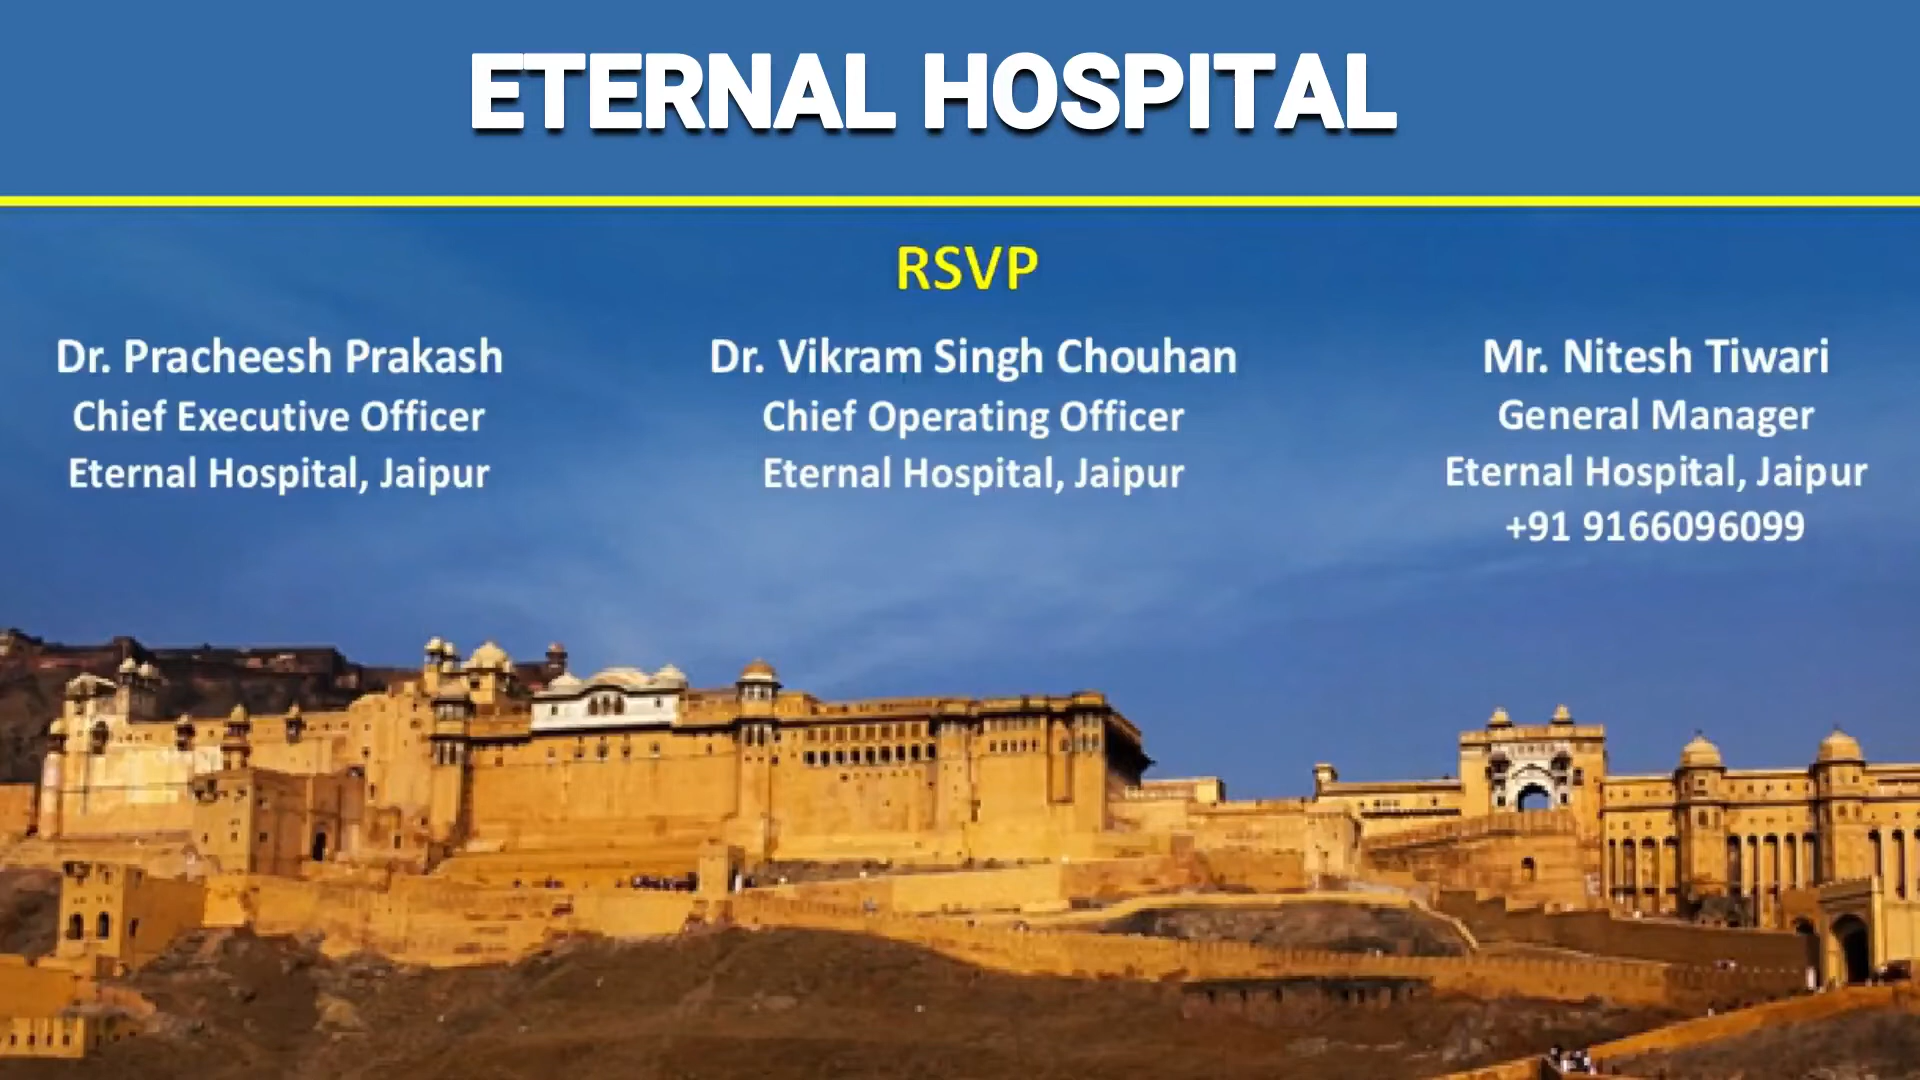 ETERNAL HOSPITAL
RSVP
Dr. Pracheesh Prakash
Chief Executive Officer
Eternal Hospital, Jaipur
Dr. Vikram Singh Chouhan
Chief Operating Officer
Eternal Hospital, Jaipur
Mr. Nitesh Tiwari
General Manager
Eternal Hospital, Jaipur
+91 9166096099